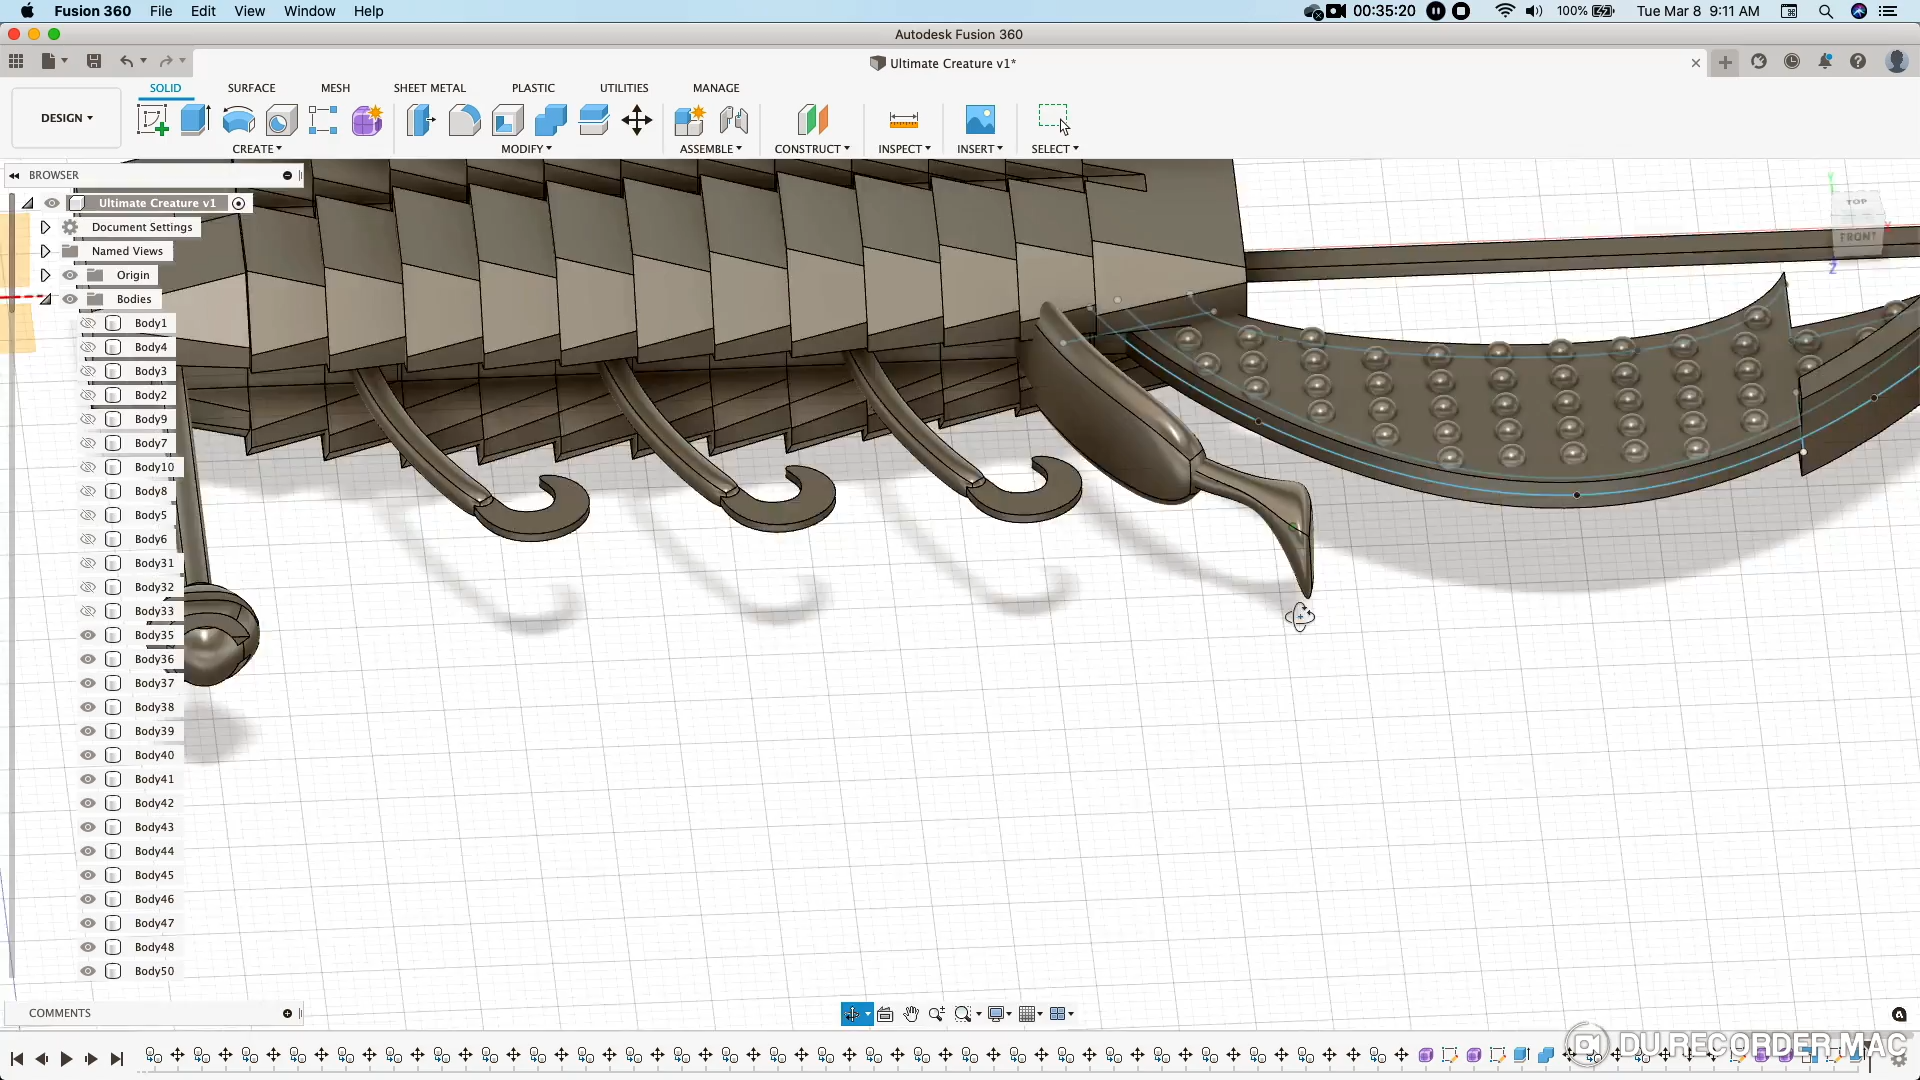 Fusion 360 File Edit View Window Help 00:35:20 100% Tue Mar 8 9:11 AM
Autodesk Fusion 360
Ultimate Creature v1*
SOLID SURFACE MESH SHEET METAL PLASTIC UTILITIES MANAGE
DESIGN
CREATE MODIFY ASSEMBLE CONSTRUCT INSPECT INSERT SELECT
BROWSER
Ultimate Creature v1
Document Settings
Named Views
Origin
Bodies
Body1
Body4
Body3
Body2
Body9
Body7
Body10
Body8
Body5
Body6
Body31
Body32
Body33
Body35
Body36
Body37
Body38
Body39
Body40
Body41
Body42
Body43
Body44
Body45
Body46
Body47
Body48
Body50
Y
TOP
X
FRONT
Z
COMMENTS
DU RECORDER MAC